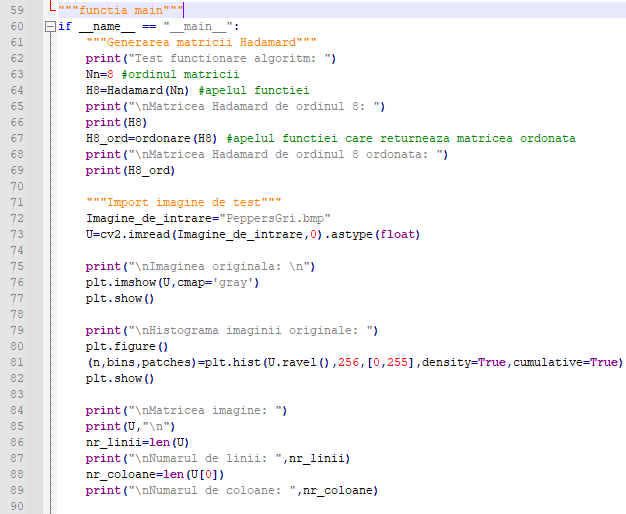 59 """functia main"""
60 if __name__ == "__main__":
61 """Generarea matricii Hadamard"""
62 print("Test functionare algoritm: ")
63 Nn=8 #ordinul matricii
64 H8=Hadamard(Nn) #apelul functiei
65 print("\nMatricea Hadamard de ordinul 8: ")
66 print(H8)
67 H8_ord=ordonare(H8) #apelul functiei care returneaza matricea ordonata
68 print("\nMatricea Hadamard de ordinul 8 ordonata: ")
69 print(H8_ord)
70
71 """Import imagine de test"""
72 Imagine_de_intrare="PeppersGri.bmp"
73 U=cv2.imread(Imagine_de_intrare,0).astype(float)
74
75 print("\nImaginea originala: \n")
76 plt.imshow(U,cmap='gray')
77 plt.show()
78
79 print("\nHistograma imaginii originale: ")
80 plt.figure()
81 (n,bins,patches)=plt.hist(U.ravel(),256,[0,255],density=True,cumulative=True)
82 plt.show()
83
84 print("\nMatricea imagine: ")
85 print(U,"\n")
86 nr_linii=len(U)
87 print("\nNumarul de linii: ",nr_linii)
88 nr_coloane=len(U[0])
89 print("\nNumarul de coloane: ",nr_coloane)
90